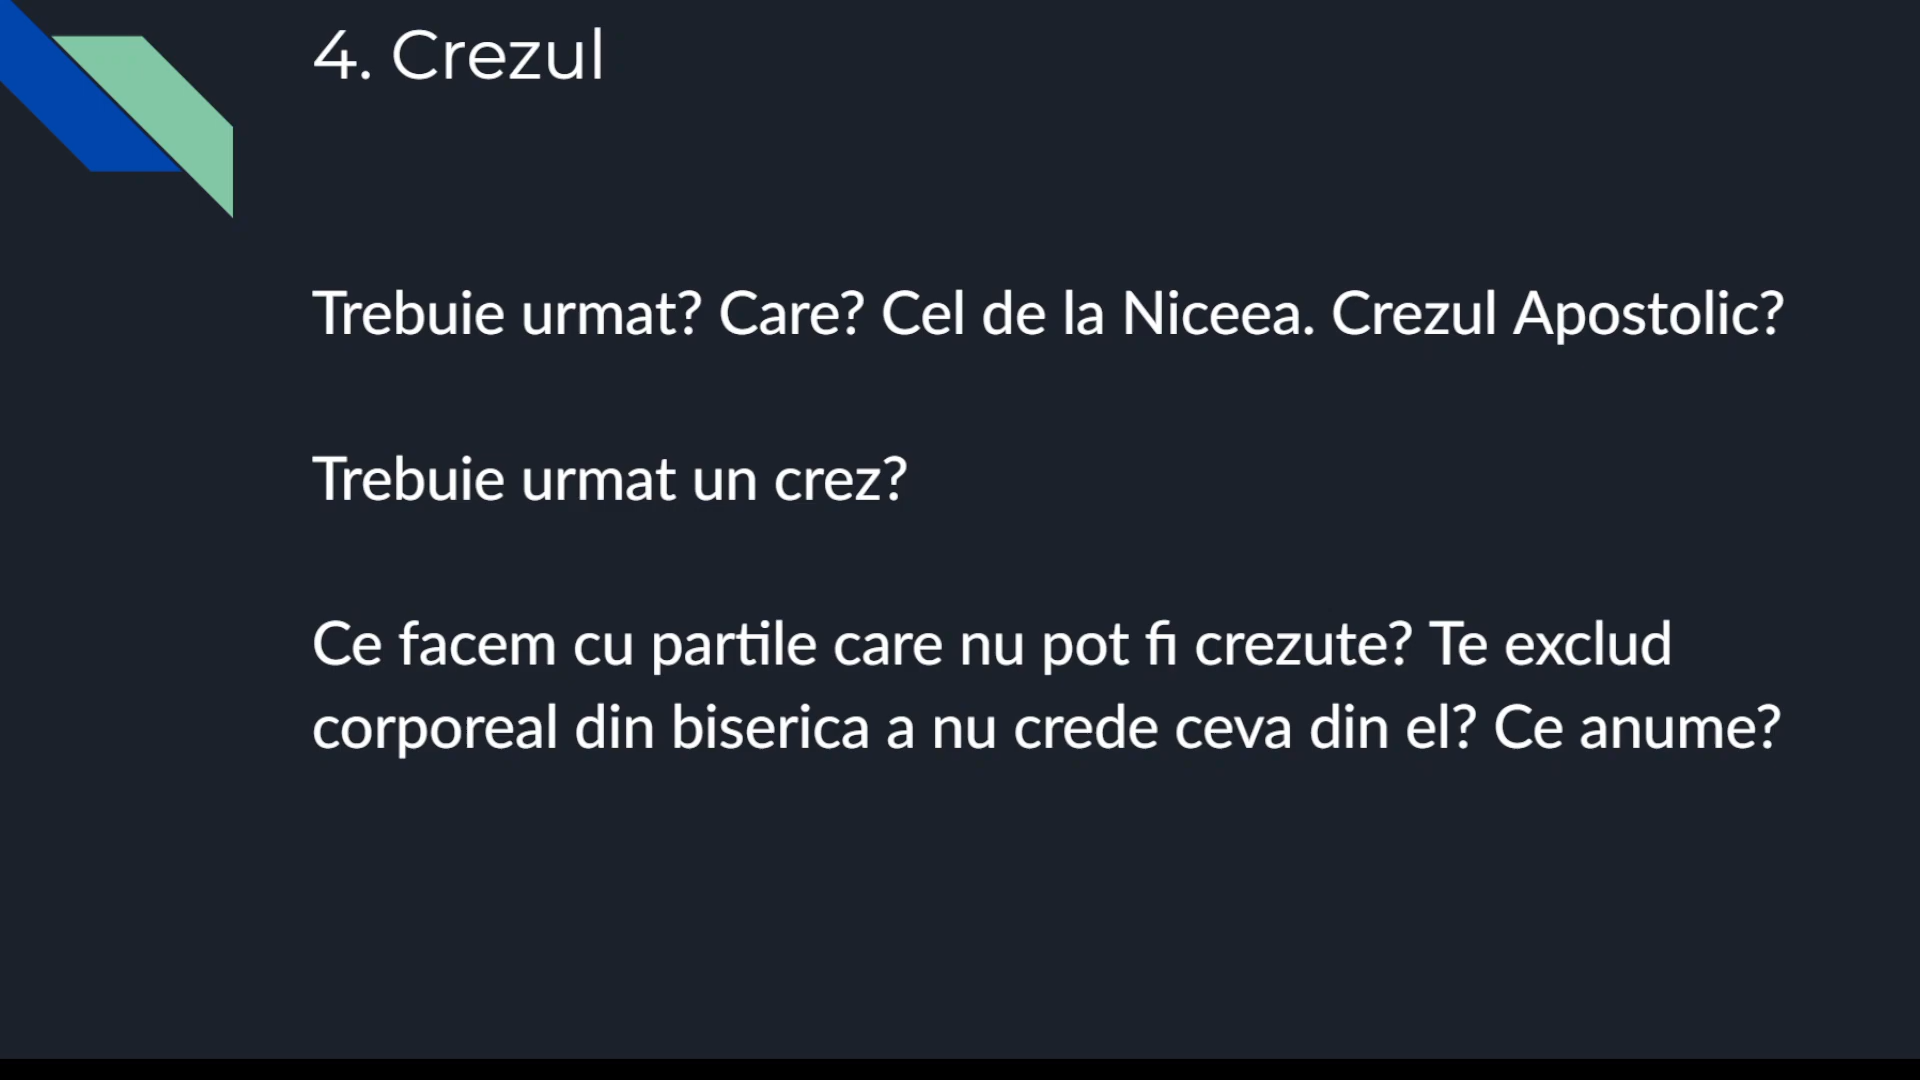 4. Crezul
Trebuie urmat? Care? Cel de la Niceea. Crezul Apostolic?
Trebuie urmat un crez?
Ce facem cu partile care nu pot fi crezute? Te exclud
corporeal din biserica a nu crede ceva din el? Ce anume?